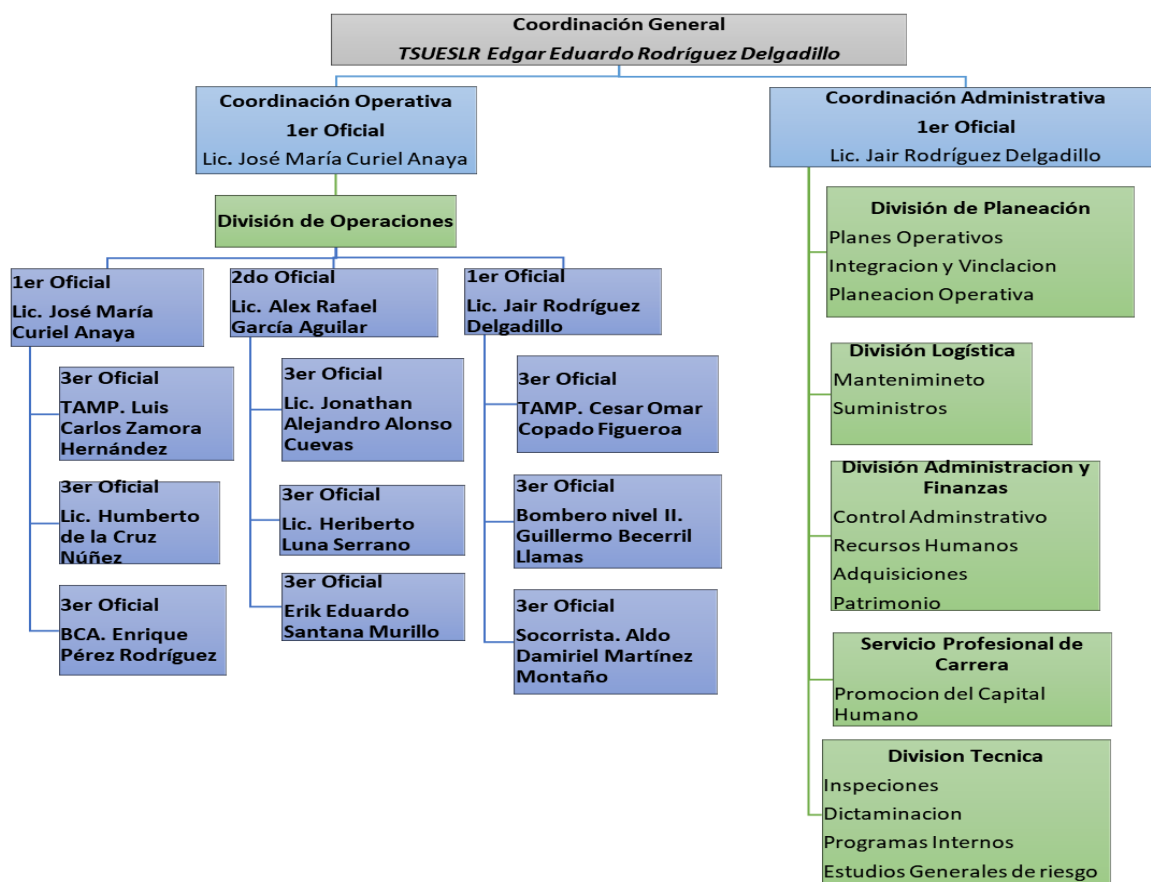 Coordinación General
TSUESLR Edgar Eduardo Rodríguez Delgadillo
Coordinación Operativa
1er Oficial
Lic. José María Curiel Anaya
Coordinación Administrativa
1er Oficial
Lic. Jair Rodríguez Delgadillo
División de Operaciones
1er Oficial
Lic. José María
Curiel Anaya
3er Oficial
TAMP. Luis
Carlos Zamora
Hernández
3er Oficial
Lic. Humberto
de la Cruz
Núñez
3er Oficial
BCA. Enrique
Pérez Rodríguez
2do Oficial
Lic. Alex Rafael
García Aguilar
3er Oficial
Lic. Jonathan
Alejandro Alonso
Cuevas
3er Oficial
Lic. Heriberto
Luna Serrano
3er Oficial
Erik Eduardo
Santana Murillo
1er Oficial
Lic. Jair Rodríguez
Delgadillo
3er Oficial
TAMP. Cesar Omar
Copado Figueroa
3er Oficial
Bombero nivel II.
Guillermo Becerril
Llamas
3er Oficial
Socorrista. Aldo
Damiriel Martínez
Montaño
División de Planeación
Planes Operativos
Integracion y Vinclacion
Planeacion Operativa
División Logística
Mantenimineto
Suministros
División Administracion y
Finanzas
Control Adminstrativo
Recursos Humanos
Adquisiciones
Patrimonio
Servicio Profesional de
Carrera
Promocion del Capital
Humano
Division Tecnica
Inspeciones
Dictaminacion
Programas Internos
Estudios Generales de riesgo